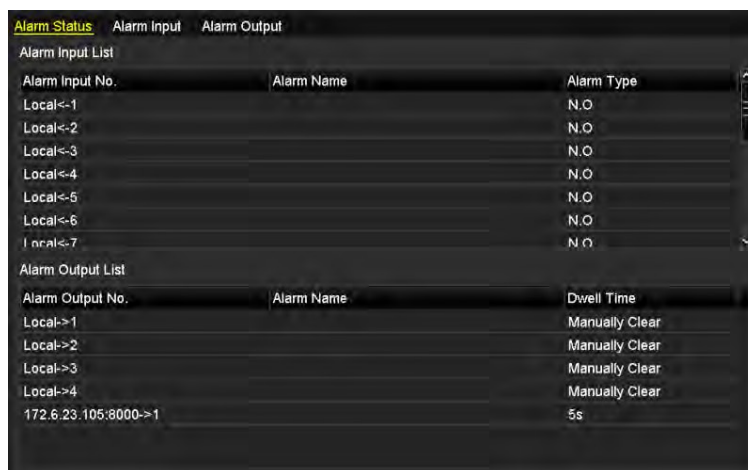 Alarm Status Alarm Input Alarm Output
Alarm Input List
Alarm Input No. Alarm Name Alarm Type
Local<-1 N.O
Local<-2 N.O
Local<-3 N.O
Local<-4 N.O
Local<-5 N.O
Local<-6 N.O
Local<-7 N.O
Alarm Output List
Alarm Output No. Alarm Name Dwell Time
Local->1 Manually Clear
Local->2 Manually Clear
Local->3 Manually Clear
Local->4 Manually Clear
172.6.23.105:8000->1 5s